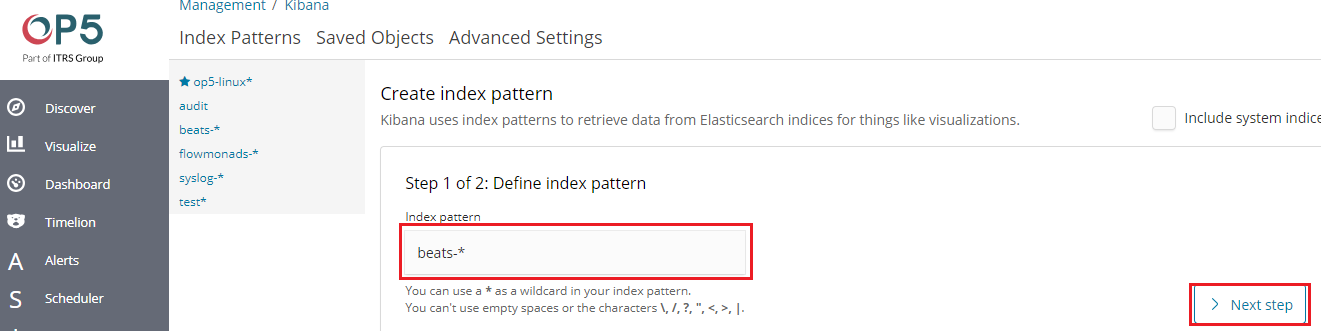 Management / Kibana
OP5
Part of ITRS Group
Index Patterns Saved Objects Advanced Settings
Discover
Visualize
Dashboard
Timelion
Alerts
Scheduler
op5-linux*
audit
beats-*
flowmonads-*
syslog-*
test*
Create index pattern
Kibana uses index patterns to retrieve data from Elasticsearch indices for things like visualizations.
Include system indice
Step 1 of 2: Define index pattern
Index pattern
beats-*
You can use a * as a wildcard in your index pattern.
You can't use empty spaces or the characters \, /, ?, ", <, >, |.
> Next step